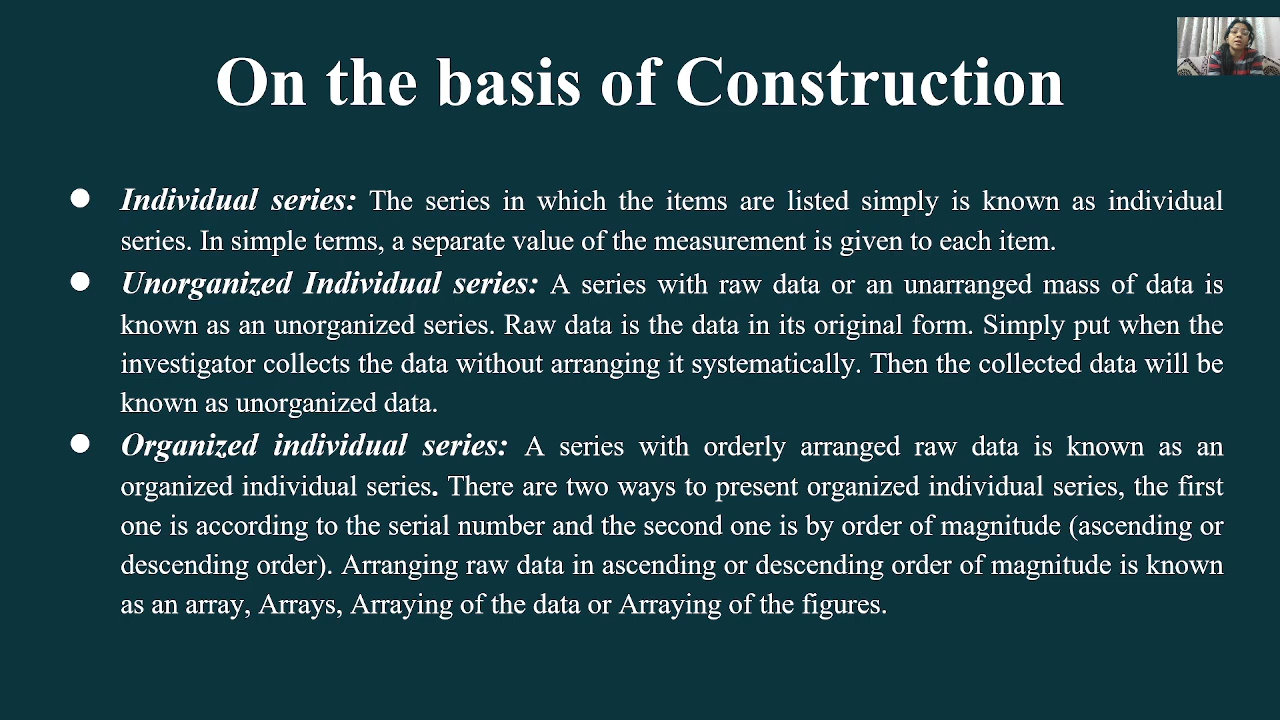 On the basis of Construction
● Individual series: The series in which the items are listed simply is known as individual
series. In simple terms, a separate value of the measurement is given to each item.
● Unorganized Individual series: A series with raw data or an unarranged mass of data is
known as an unorganized series. Raw data is the data in its original form. Simply put when the
investigator collects the data without arranging it systematically. Then the collected data will be
known as unorganized data.
● Organized individual series: A series with orderly arranged raw data is known as an
organized individual series. There are two ways to present organized individual series, the first
one is according to the serial number and the second one is by order of magnitude (ascending or
descending order). Arranging raw data in ascending or descending order of magnitude is known
as an array, Arrays, Arraying of the data or Arraying of the figures.